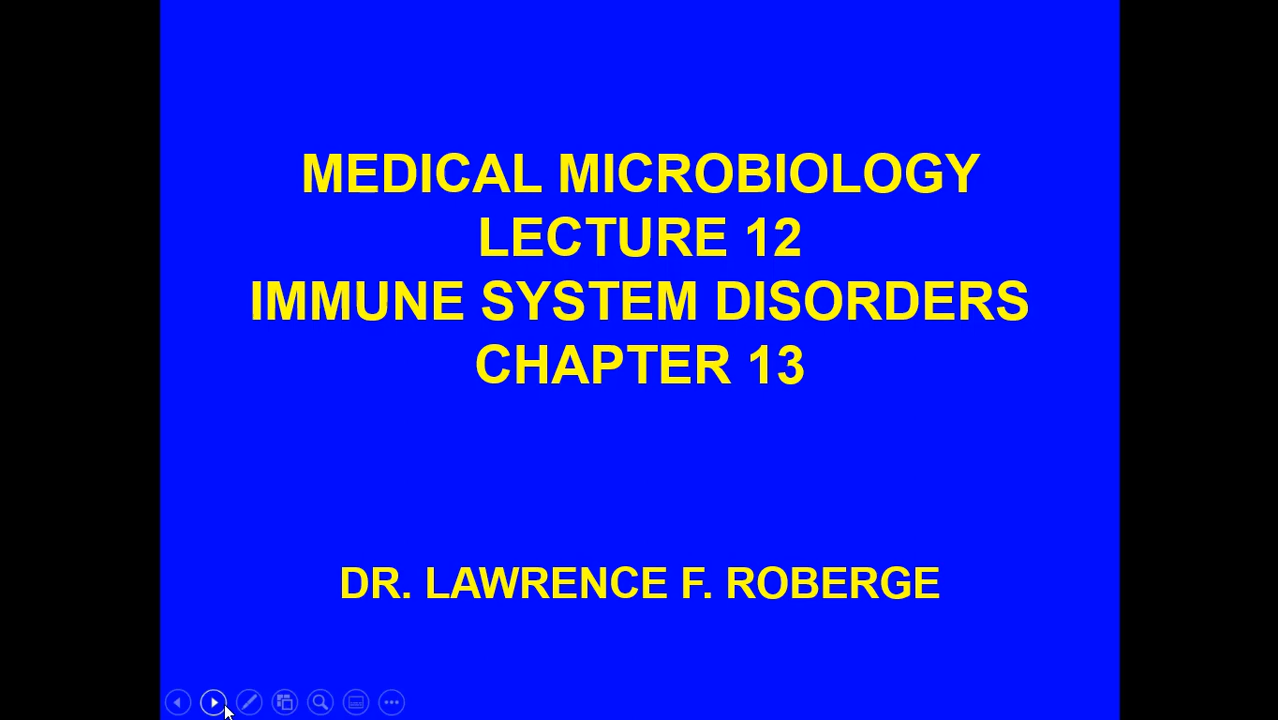 MEDICAL MICROBIOLOGY
LECTURE 12
IMMUNE SYSTEM DISORDERS
CHAPTER 13
DR. LAWRENCE F. ROBERGE